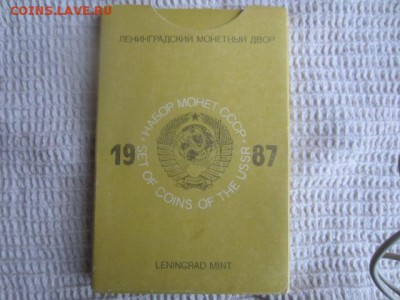 COINS.LAVE.RU
ЛЕНИНГРАДСКИЙ МОНЕТНЫЙ ДВОР
НАБОР МОНЕТ СССР
19 87
SET OF COINS OF THE USSR
LENINGRAD MINT